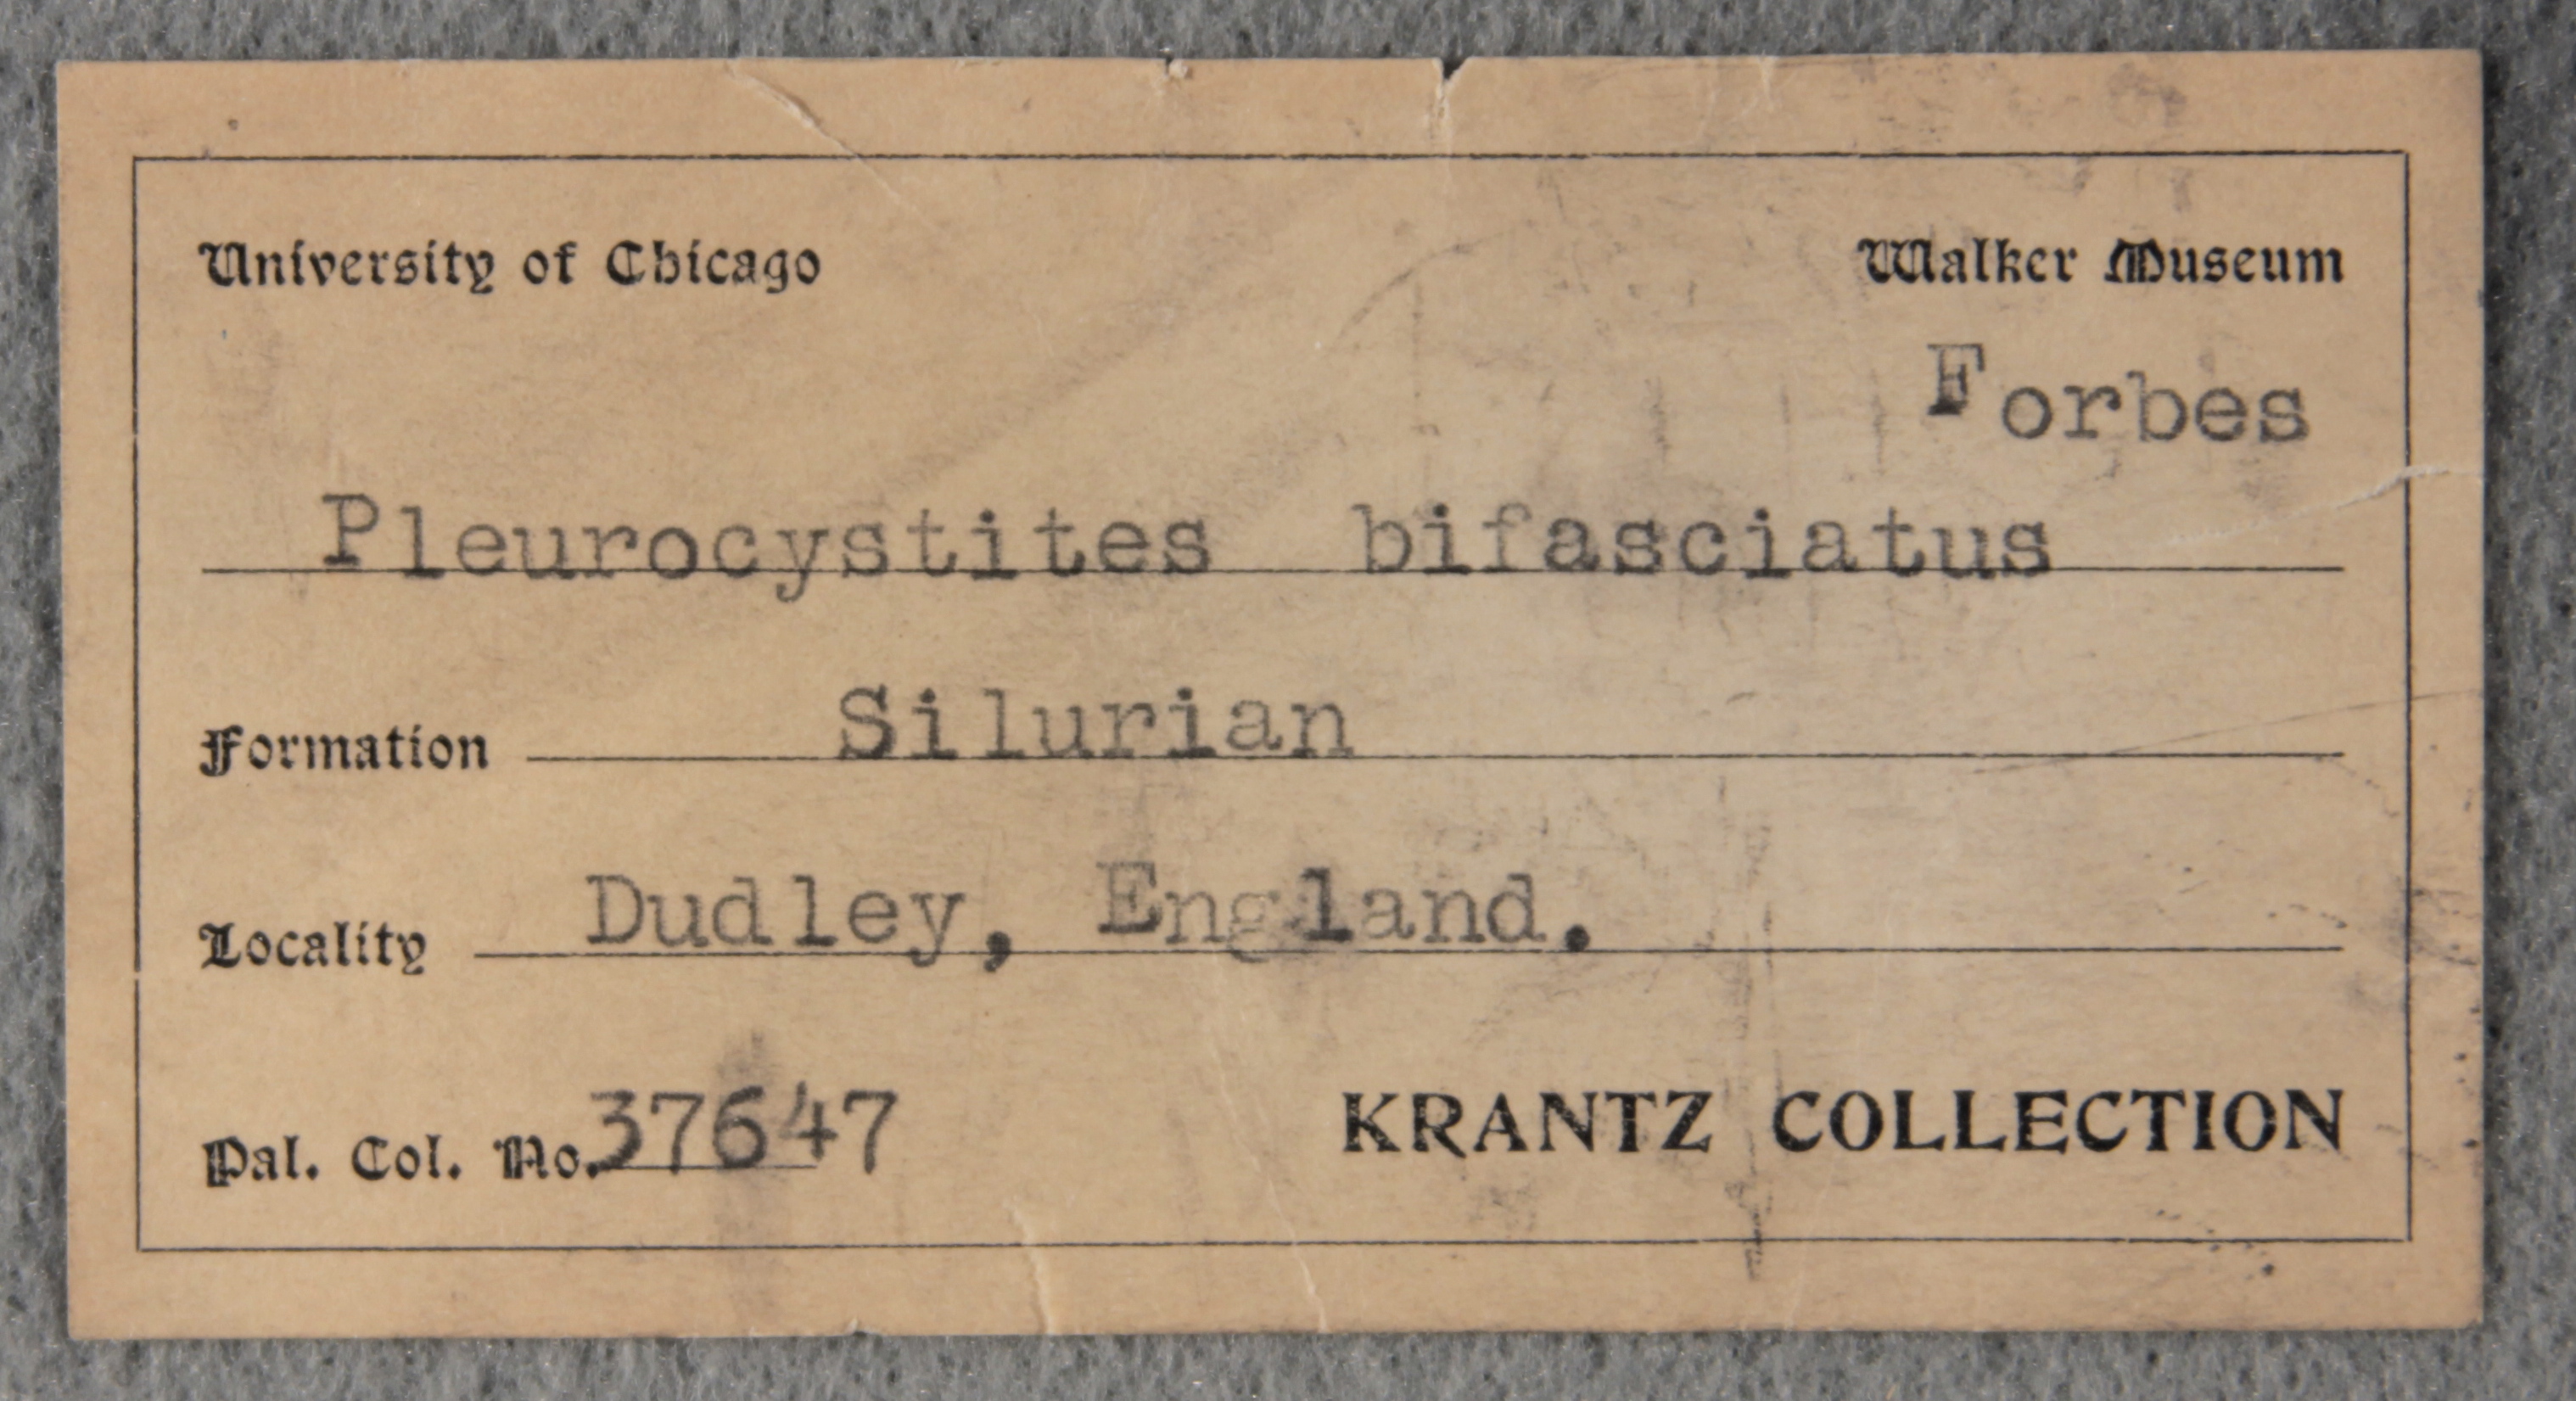 University of Chicago Walker Museum
Forbes
Pleurocystites bifasciatus
Formation Silurian
Locality Dudley, England.
Pal. Col. No. 37647 KRANTZ COLLECTION